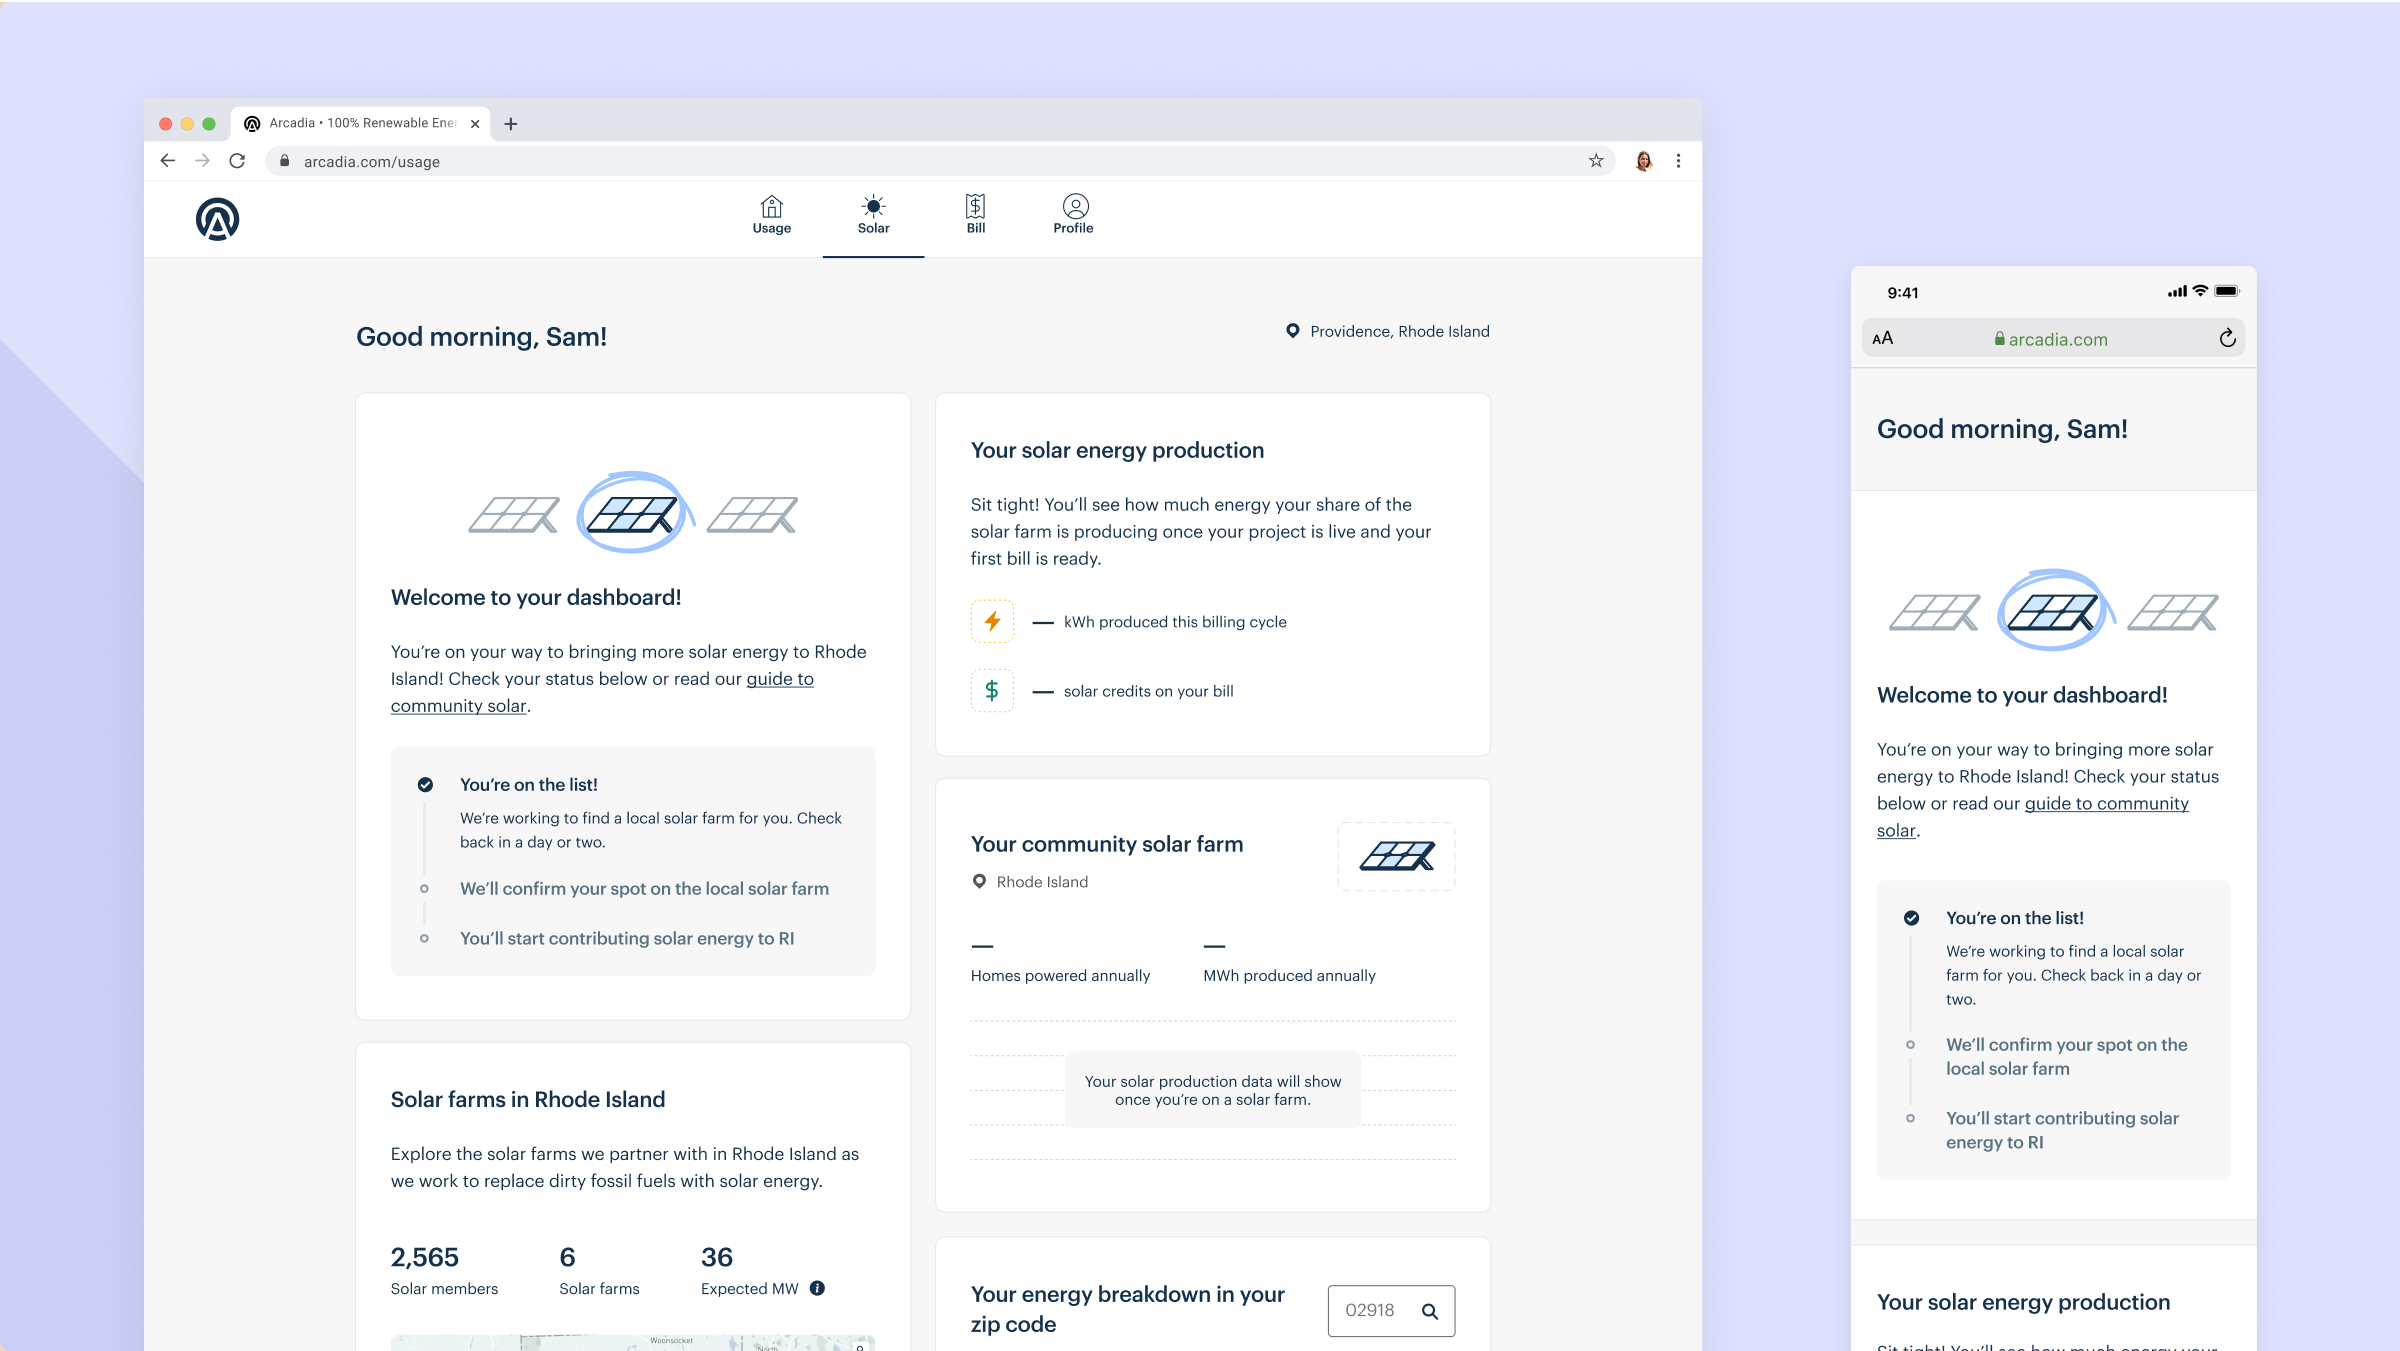 Arcadia • 100% Renewable Ener
arcadia.com/usage
Usage
Solar
Bill
Profile
Good morning, Sam!
Providence, Rhode Island
Welcome to your dashboard!
You’re on your way to bringing more solar energy to Rhode
Island! Check your status below or read our guide to
community solar.
You’re on the list!
We’re working to find a local solar farm for you. Check
back in a day or two.
We’ll confirm your spot on the local solar farm
You’ll start contributing solar energy to RI
Solar farms in Rhode Island
Explore the solar farms we partner with in Rhode Island as
we work to replace dirty fossil fuels with solar energy.
2,565
Solar members
6
Solar farms
36
Expected MW
Woonsocket
North
Your solar energy production
Sit tight! You’ll see how much energy your share of the
solar farm is producing once your project is live and your
first bill is ready.
— kWh produced this billing cycle
$
— solar credits on your bill
Your community solar farm
Rhode Island
—
Homes powered annually
—
MWh produced annually
Your solar production data will show
once you’re on a solar farm.
Your energy breakdown in your
zip code
02918
9:41
AA
arcadia.com
Good morning, Sam!
Welcome to your dashboard!
You’re on your way to bringing more solar
energy to Rhode Island! Check your status
below or read our guide to community
solar.
You’re on the list!
We’re working to find a local solar
farm for you. Check back in a day or
two.
We’ll confirm your spot on the
local solar farm
You’ll start contributing solar
energy to RI
Your solar energy production
Sit tight! You’ll see how much energy your